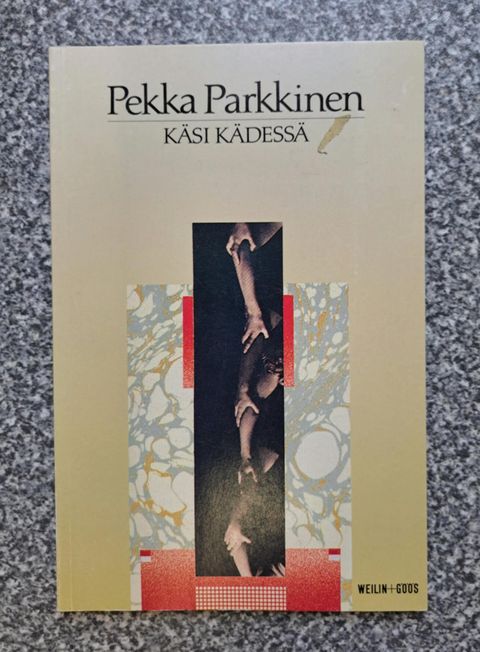 Pekka Parkkinen
KÄSI KÄDESSÄ
WEILIN+GÖÖS